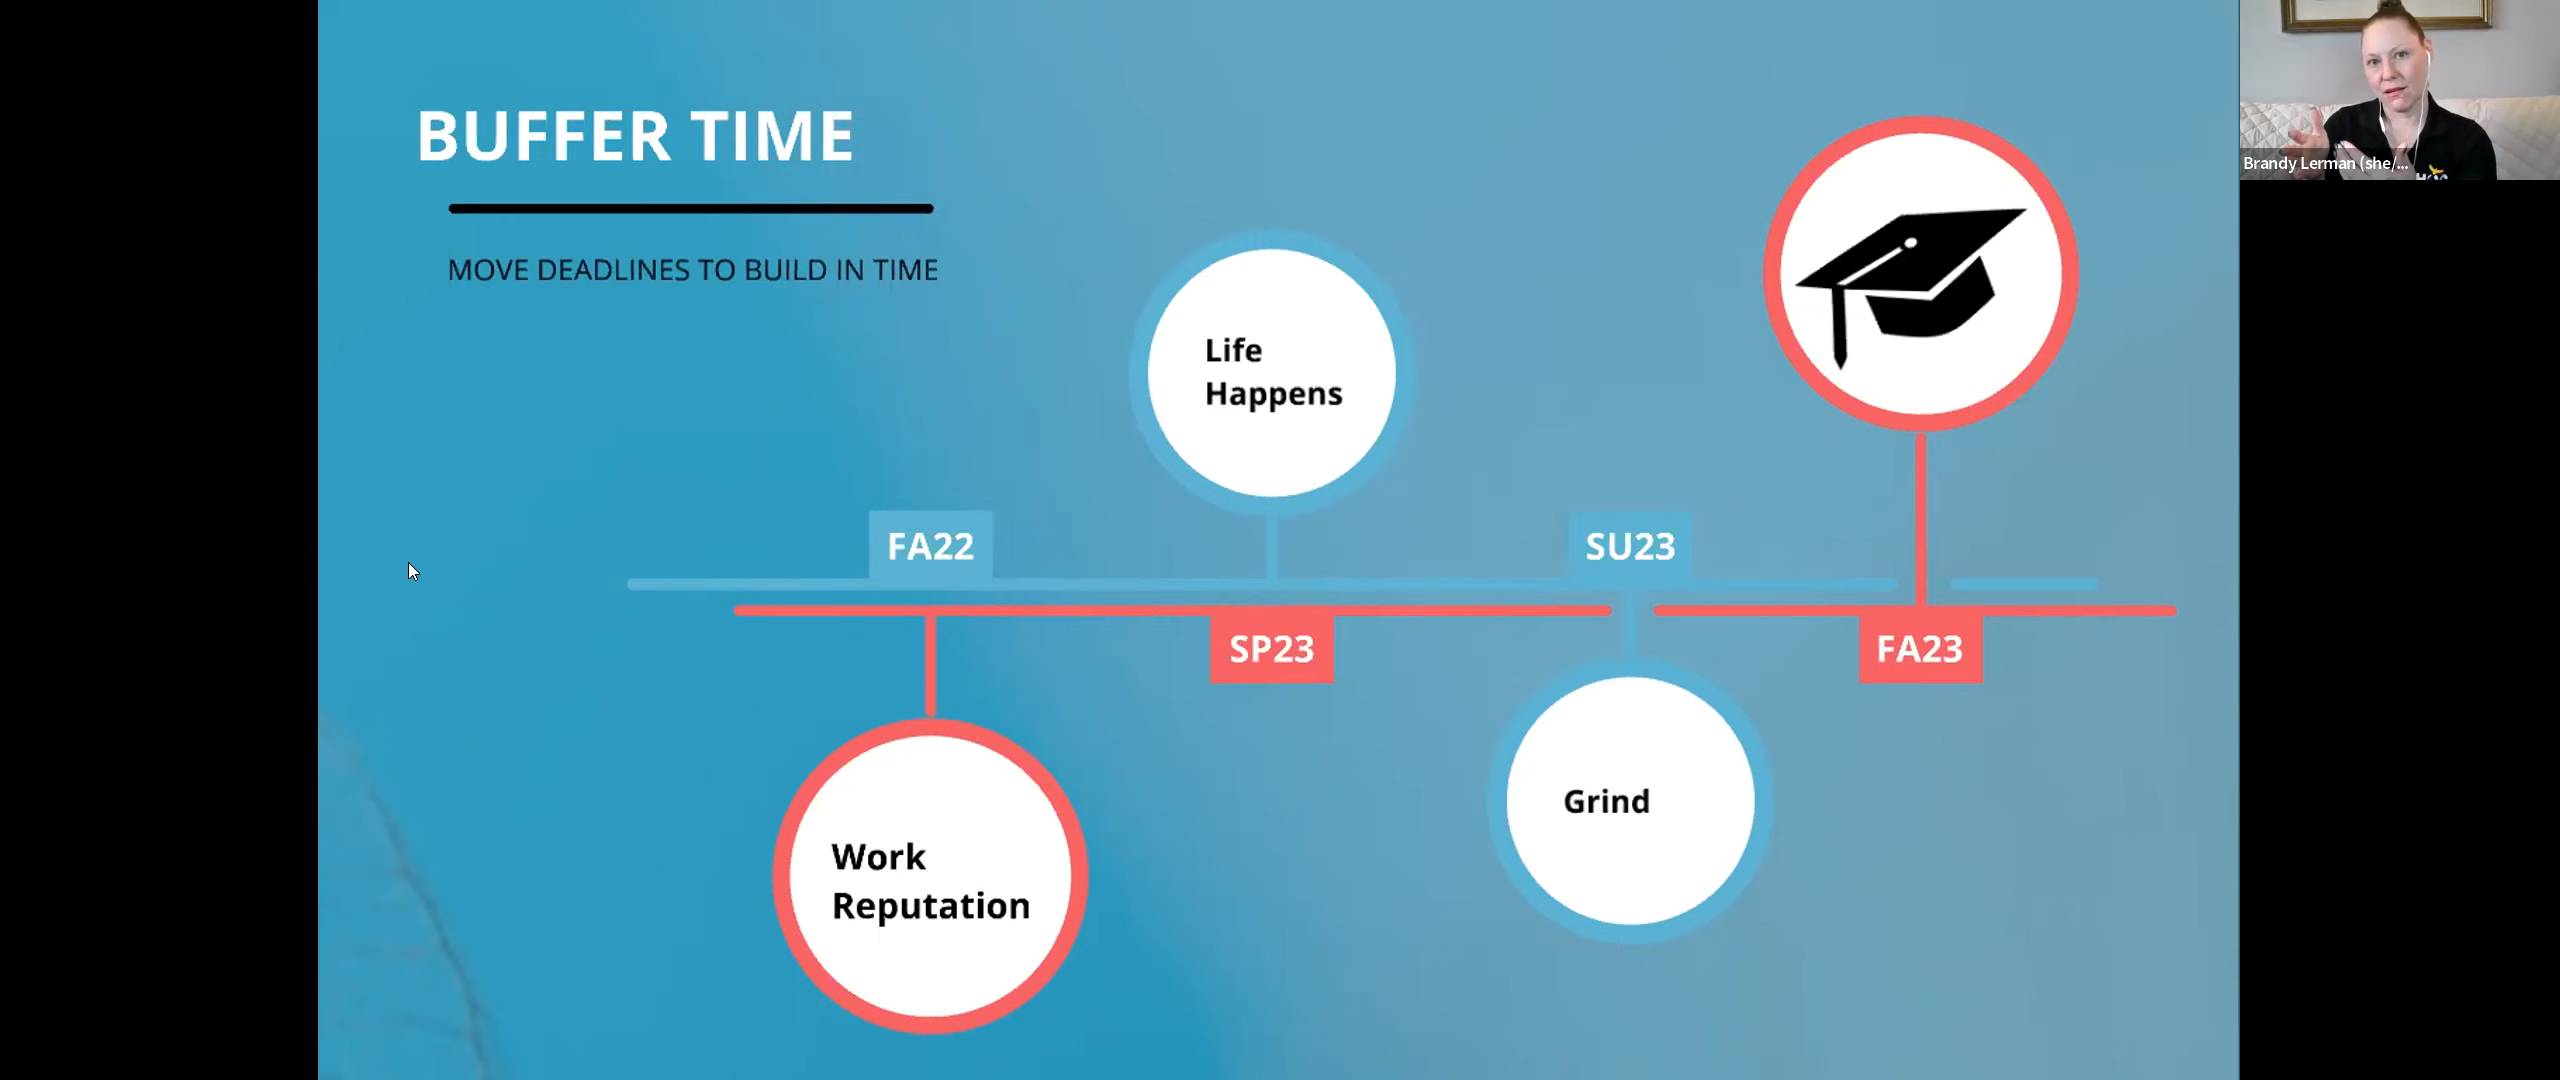 BUFFER TIME
MOVE DEADLINES TO BUILD IN TIME
Life
Happens
FA22
SU23
SP23
FA23
Work
Reputation
Grind
Brandy Lerman (she/...